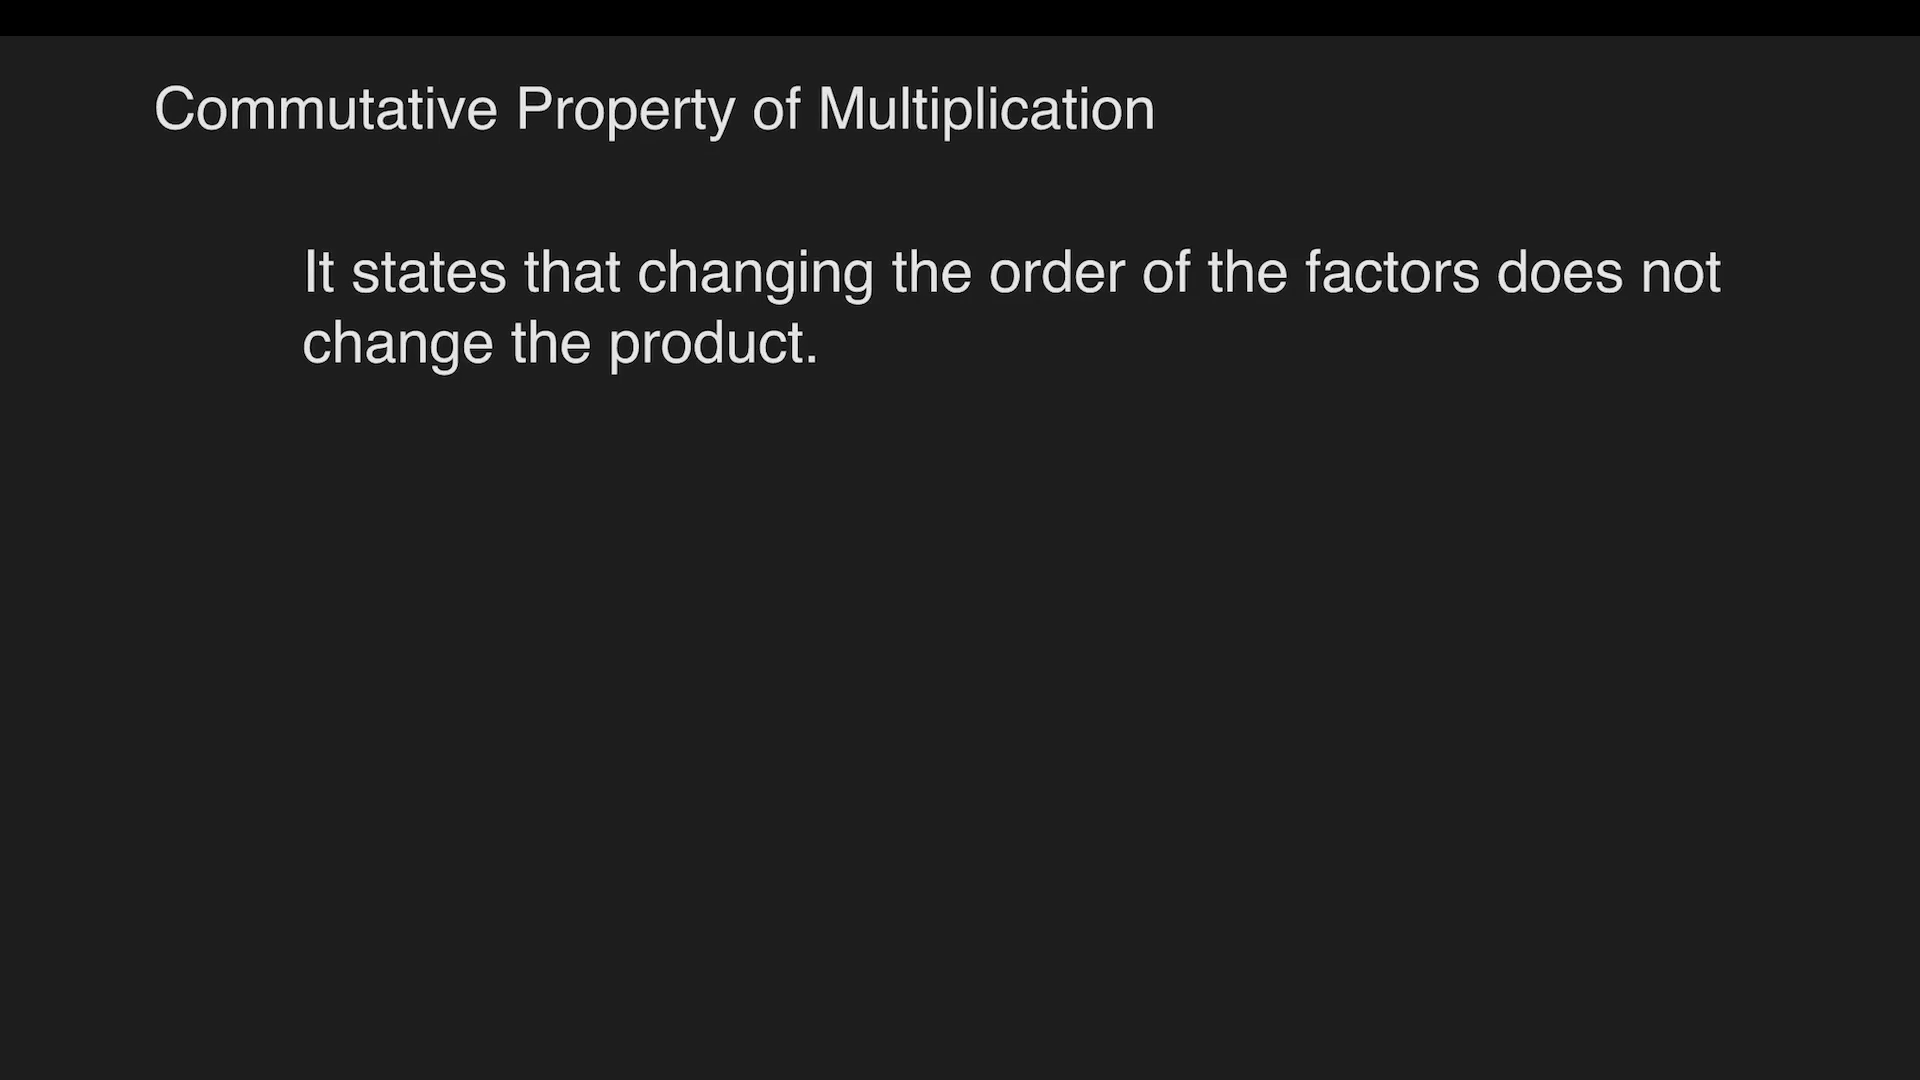 Commutative Property of Multiplication
It states that changing the order of the factors does not
change the product.